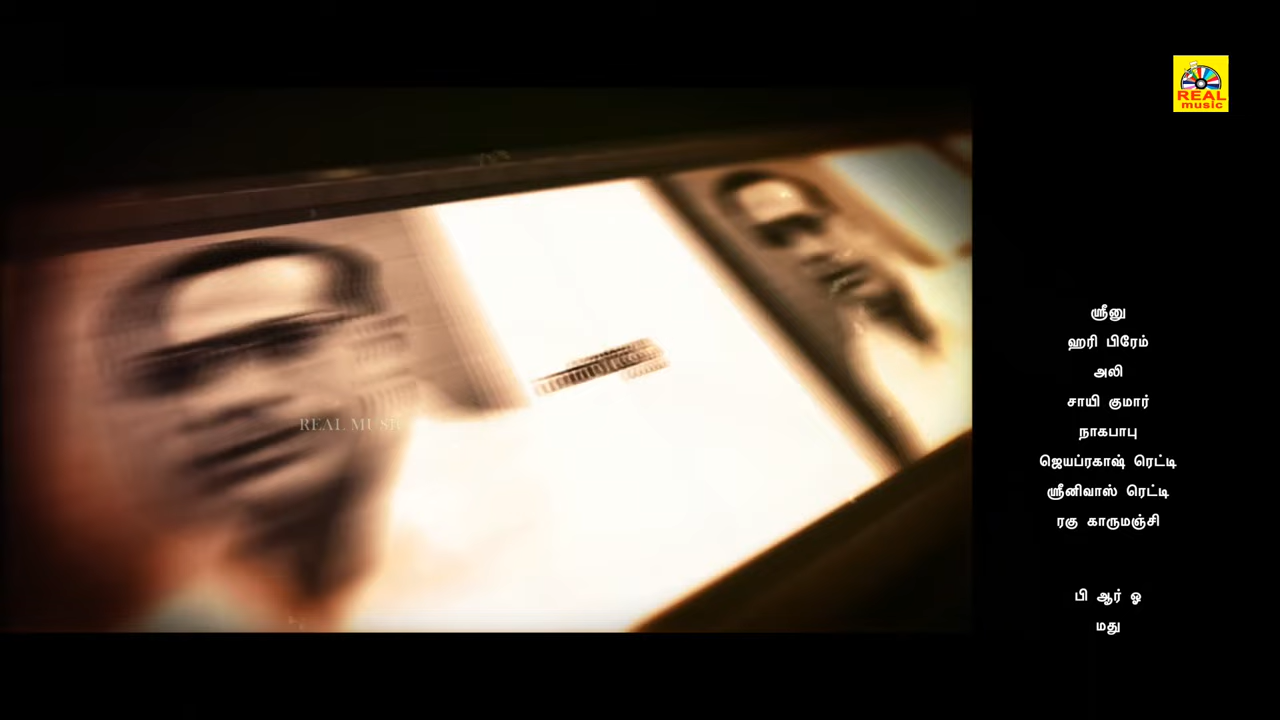 REAL
music
REAL MUSIC
ஸ்ரீனு
ஹரி பிரேம்
அலி
சாயி குமார்
நாகபாபு
ஜெயப்ரகாஷ் ரெட்டி
ஸ்ரீனிவாஸ் ரெட்டி
ரகு காருமஞ்சி
பி ஆர் ஓ
மது